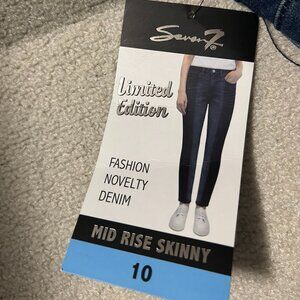 Seven7®
Limited
Edition
FASHION
NOVELTY
DENIM
MID RISE SKINNY
10